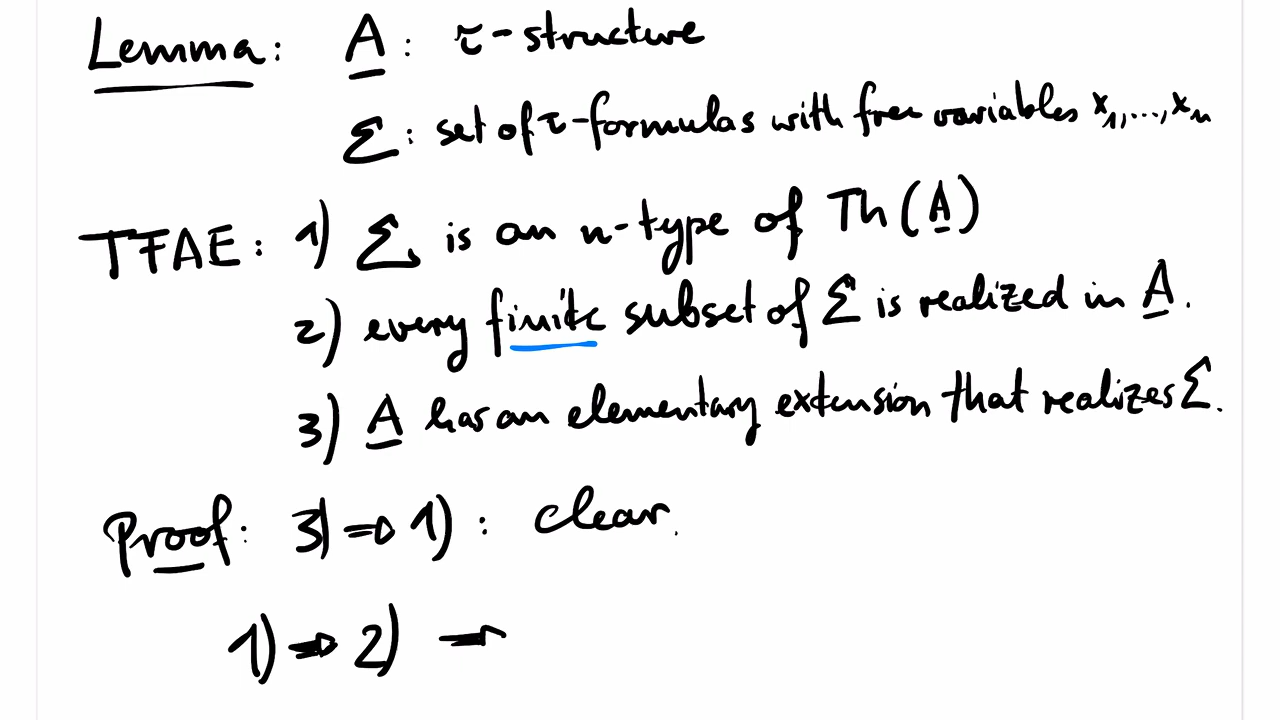 Lemma: A: τ-structure
Σ: set of τ-formulas with free variables x₁,...,xₙ
TFAE: 1) Σ is an n-type of Th(A)
2) every finite subset of Σ is realized in A.
3) A has an elementary extension that realizes Σ.
Proof: 3) ⇒ 1): clear.
1) ⇒ 2)